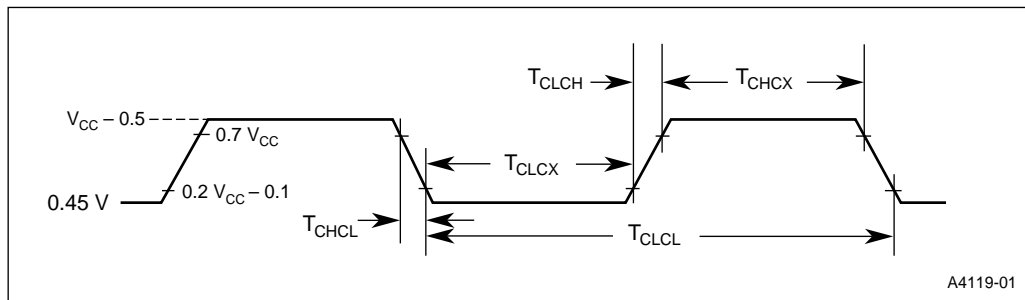 T_CLCH
T_CHCX
V_CC – 0.5
0.7 V_CC
T_CLCX
0.2 V_CC – 0.1
0.45 V
T_CHCL
T_CLCL
A4119-01